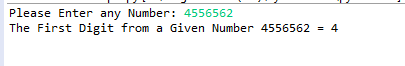 Please Enter any Number: 4556562
The First Digit from a Given Number 4556562 = 4